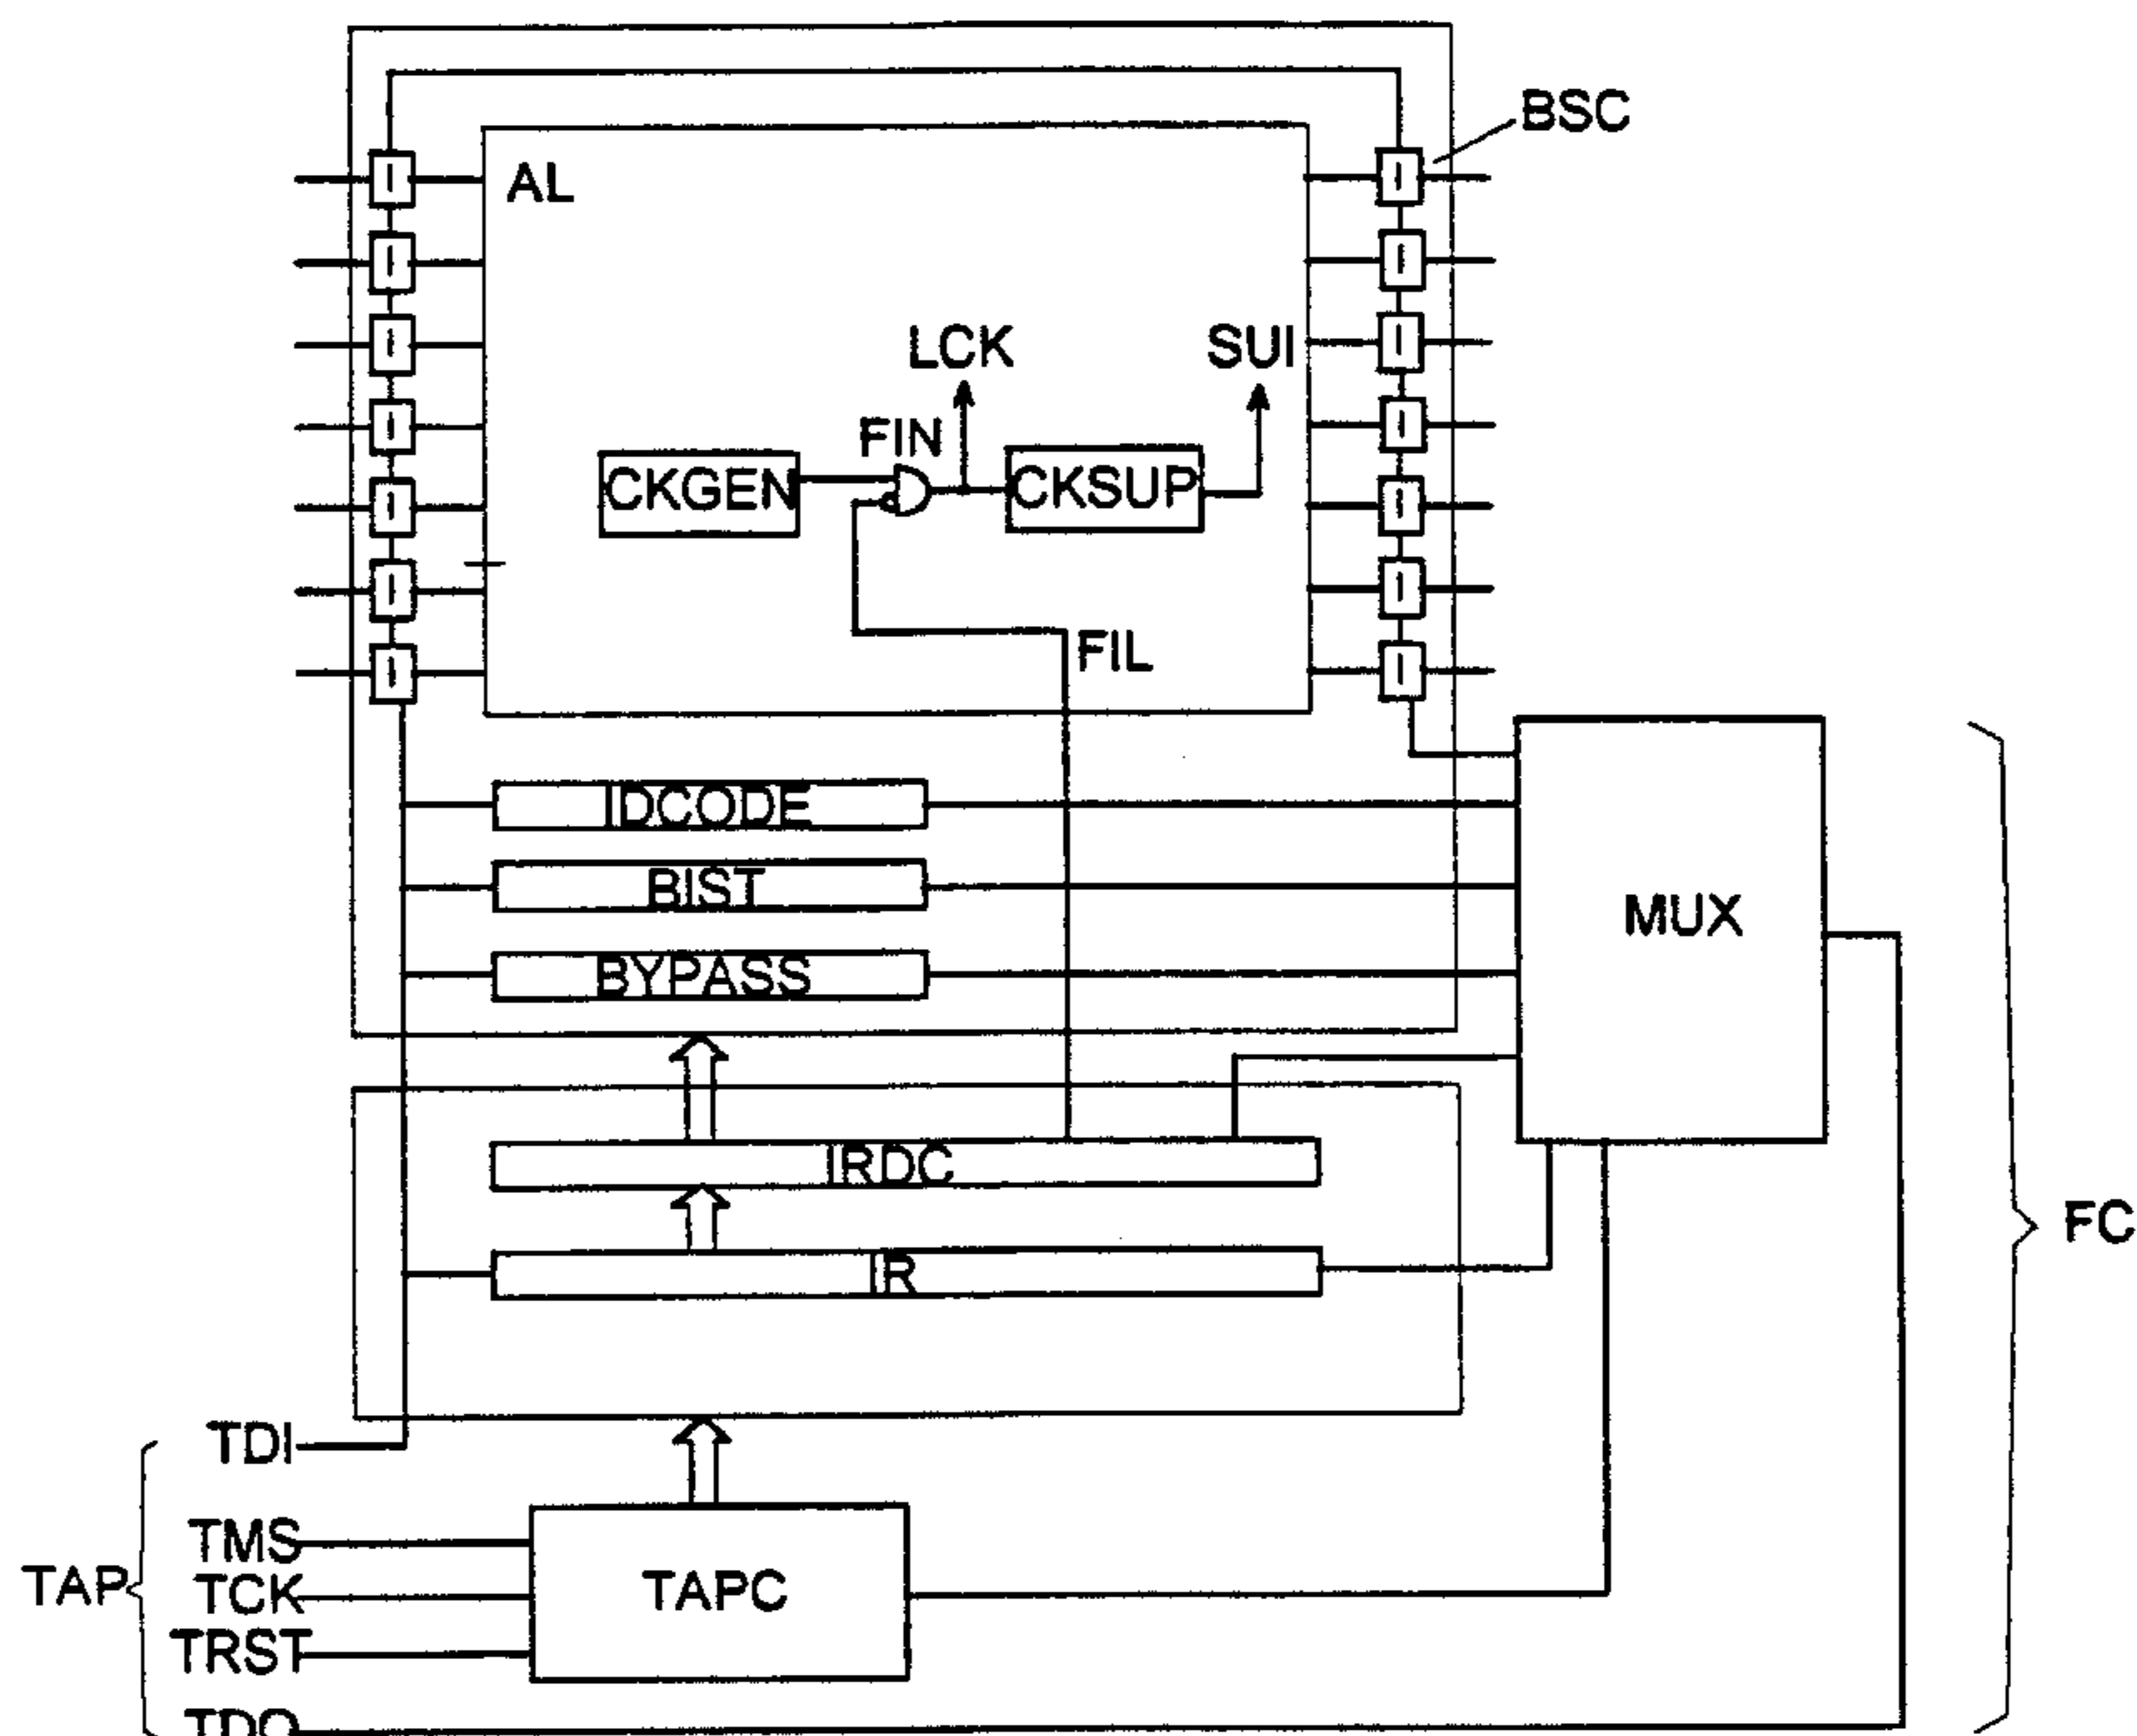 BSC
AL
LCK
SUI
FIN
CKGEN
CKSUP
FIL
IDCODE
BIST
MUX
BYPASS
IRDC
FC
IR
TDI
TMS
TAP
TCK
TAPC
TRST
TDO